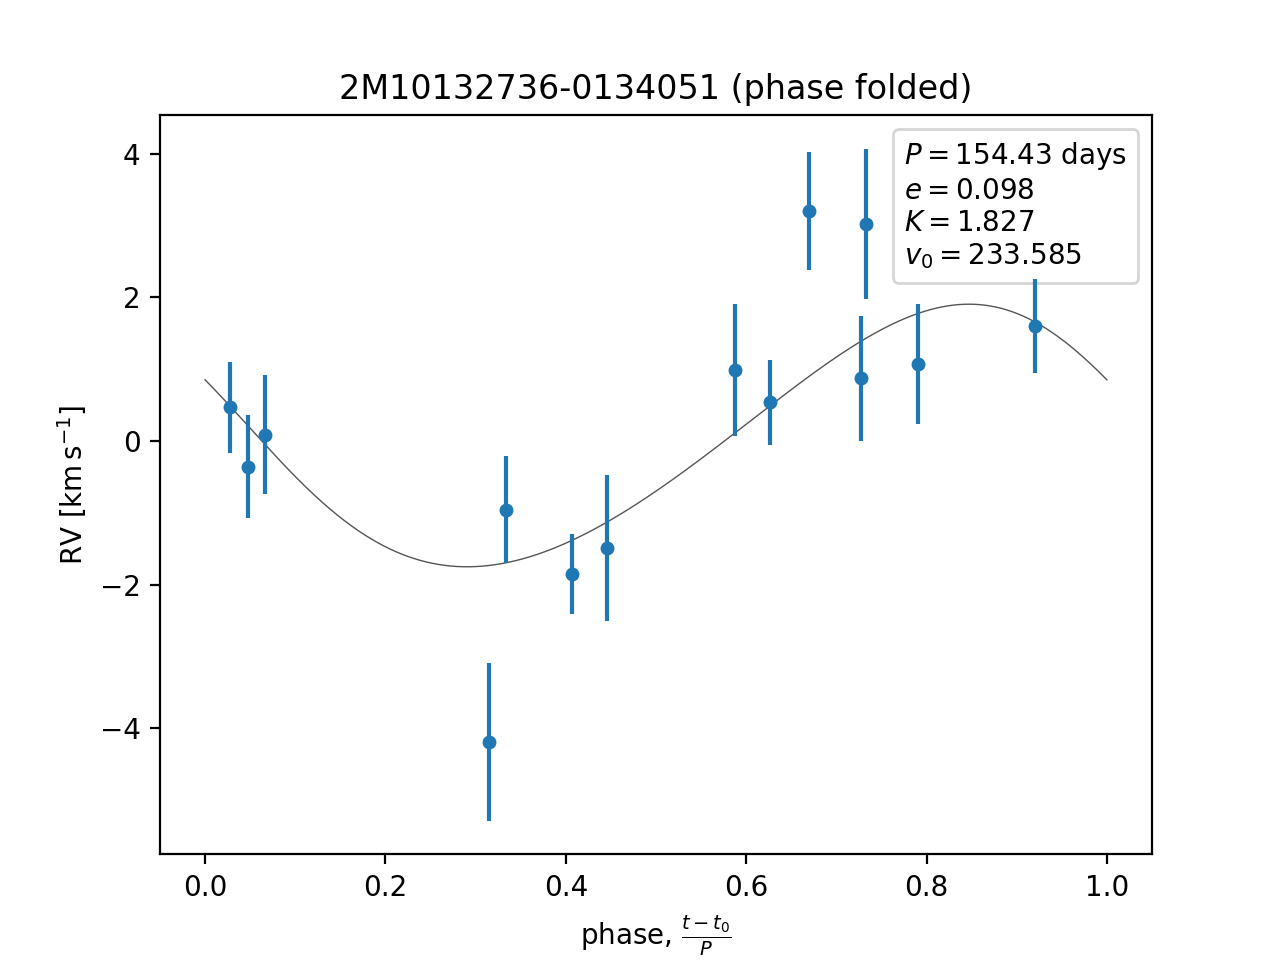 2M10132736-0134051 (phase folded)
P = 154.43 days
e = 0.098
K = 1.827
v₀ = 233.585
4
2
0
−2
−4
RV [km s⁻¹]
0.0 0.2 0.4 0.6 0.8 1.0
phase, (t − t₀)/P